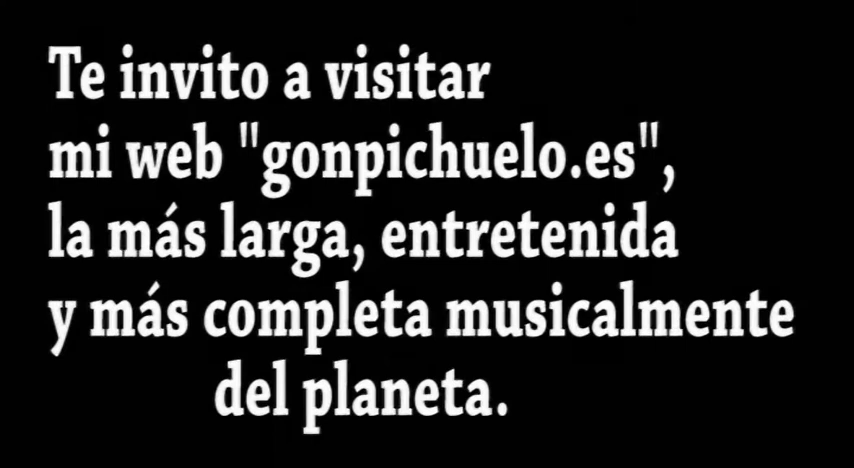 Te invito a visitar
mi web "gonpichuelo.es",
la más larga, entretenida
y más completa musicalmente
del planeta.